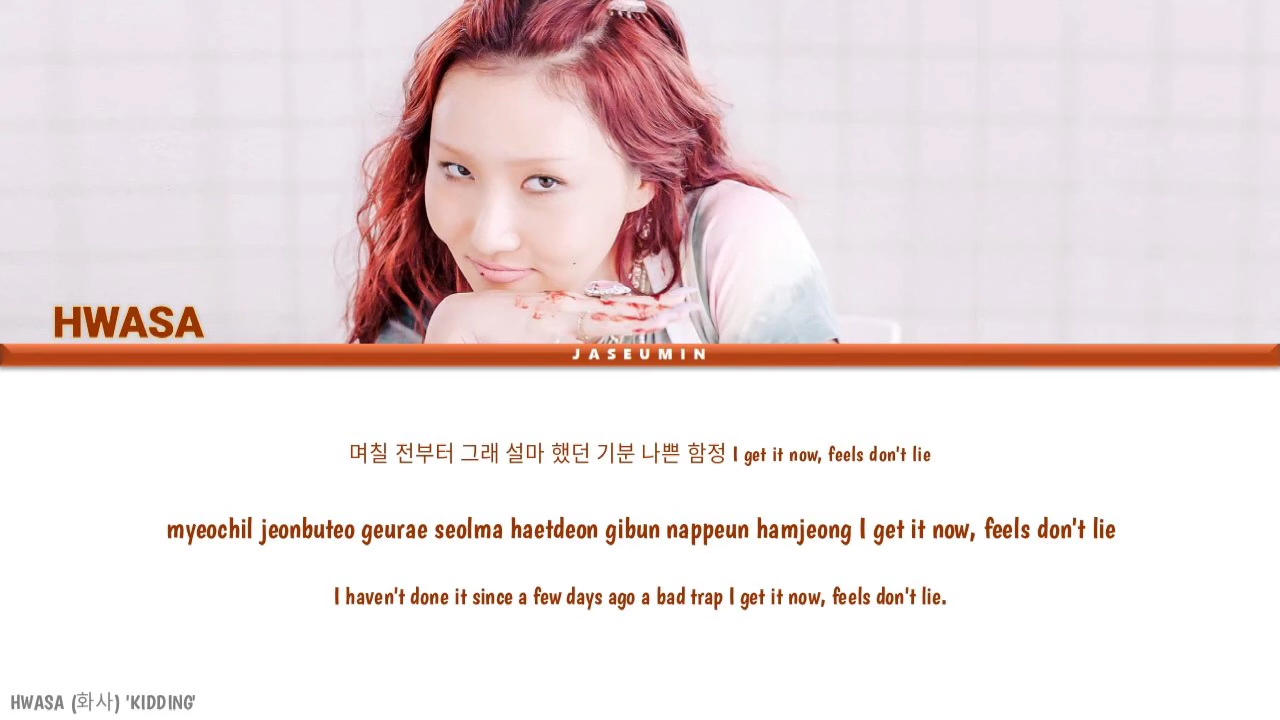 HWASA
JASEUMIN
며칠 전부터 그래 설마 했던 기분 나쁜 함정 I get it now, feels don't lie
myeochil jeonbuteo geurae seolma haetdeon gibun nappeun hamjeong I get it now, feels don't lie
I haven't done it since a few days ago a bad trap I get it now, feels don't lie.
HWASA (화사) 'KIDDING'